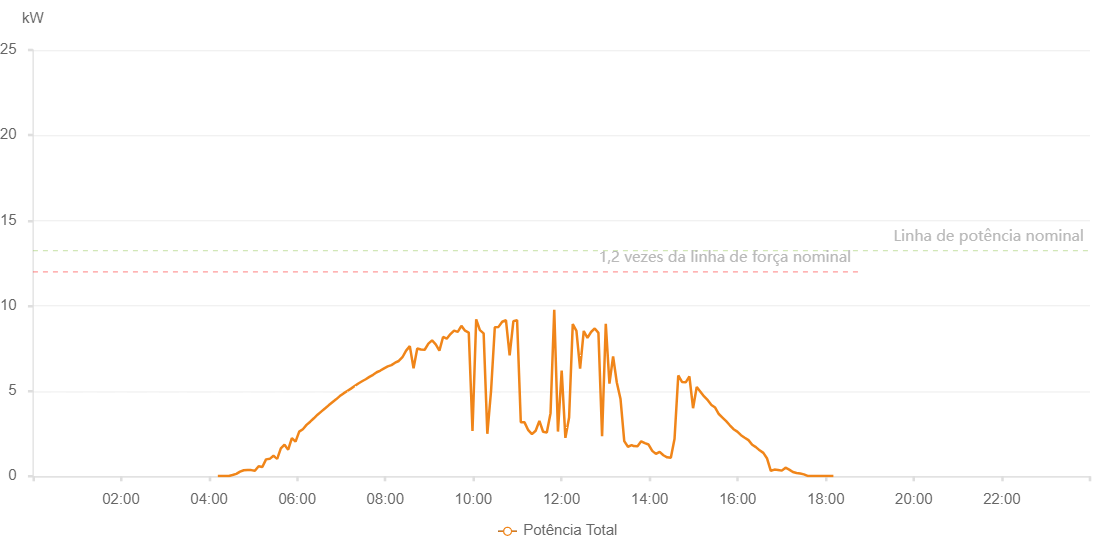 kW
25
20
15
10
5
0
Linha de potência nominal
1,2 vezes da linha de força nominal
02:00 04:00 06:00 08:00 10:00 12:00 14:00 16:00 18:00 20:00 22:00
Potência Total